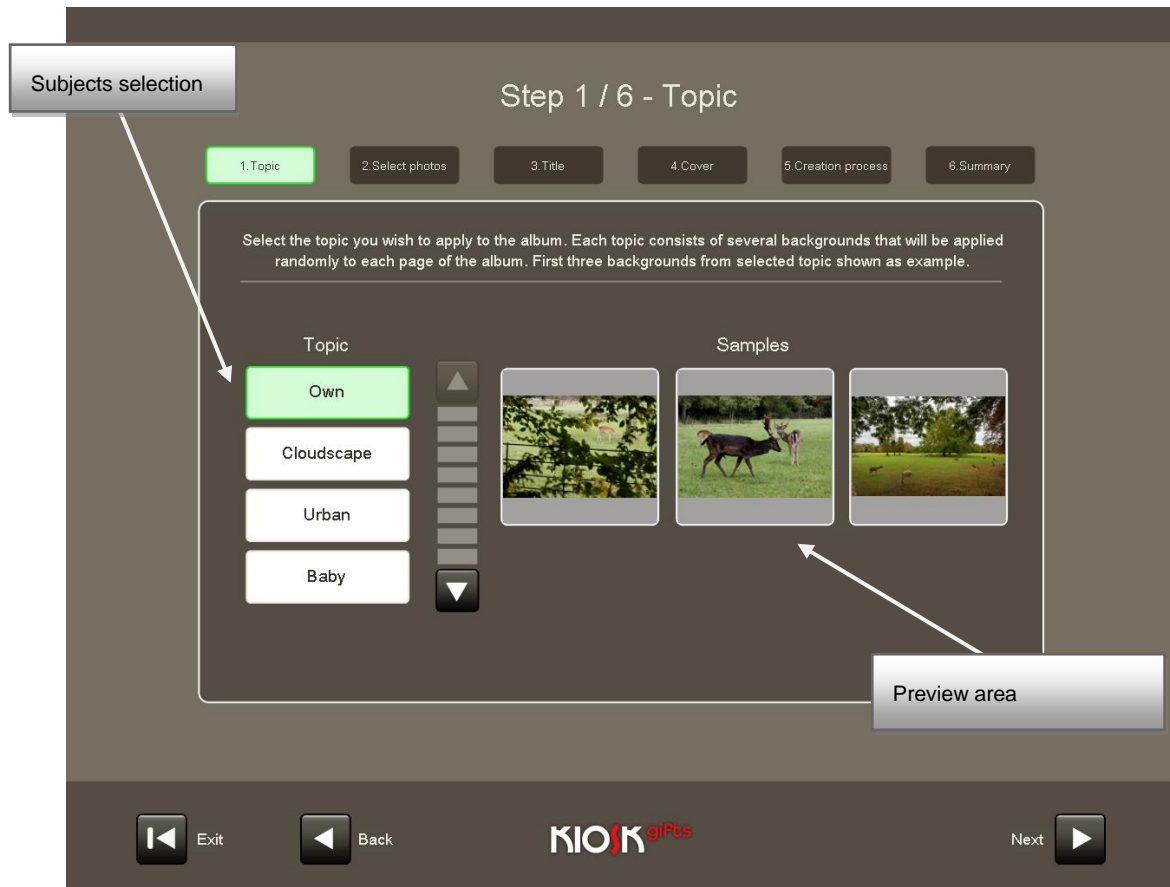 Subjects selection
Step 1 / 6 - Topic
1.Topic
2.Select photos
3.Title
4.Cover
5.Creation process
6.Summary
Select the topic you wish to apply to the album. Each topic consists of several backgrounds that will be applied
randomly to each page of the album. First three backgrounds from selected topic shown as example.
Topic
Samples
Own
Cloudscape
Urban
Baby
Preview area
Exit
Back
KIOSK gifts
Next